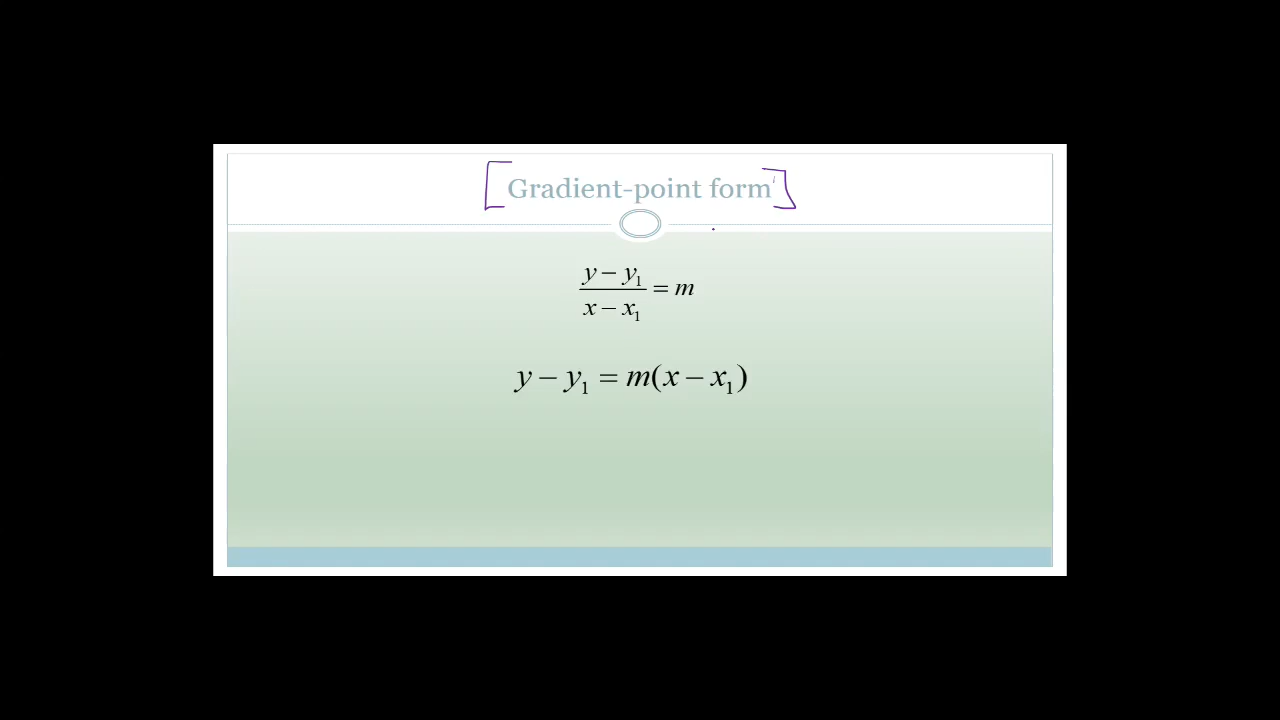 Gradient-point form
y − y₁ / x − x₁ = m
y − y₁ = m(x − x₁)